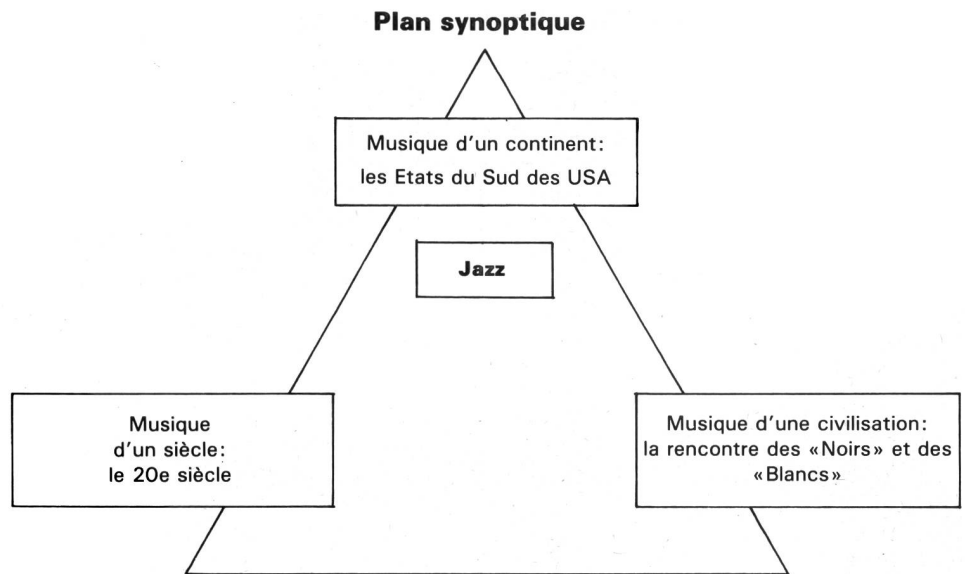 Plan synoptique
Musique d'un continent:
les Etats du Sud des USA
Jazz
Musique
d'un siècle:
le 20e siècle
Musique d'une civilisation:
la rencontre des «Noirs» et des
«Blancs»